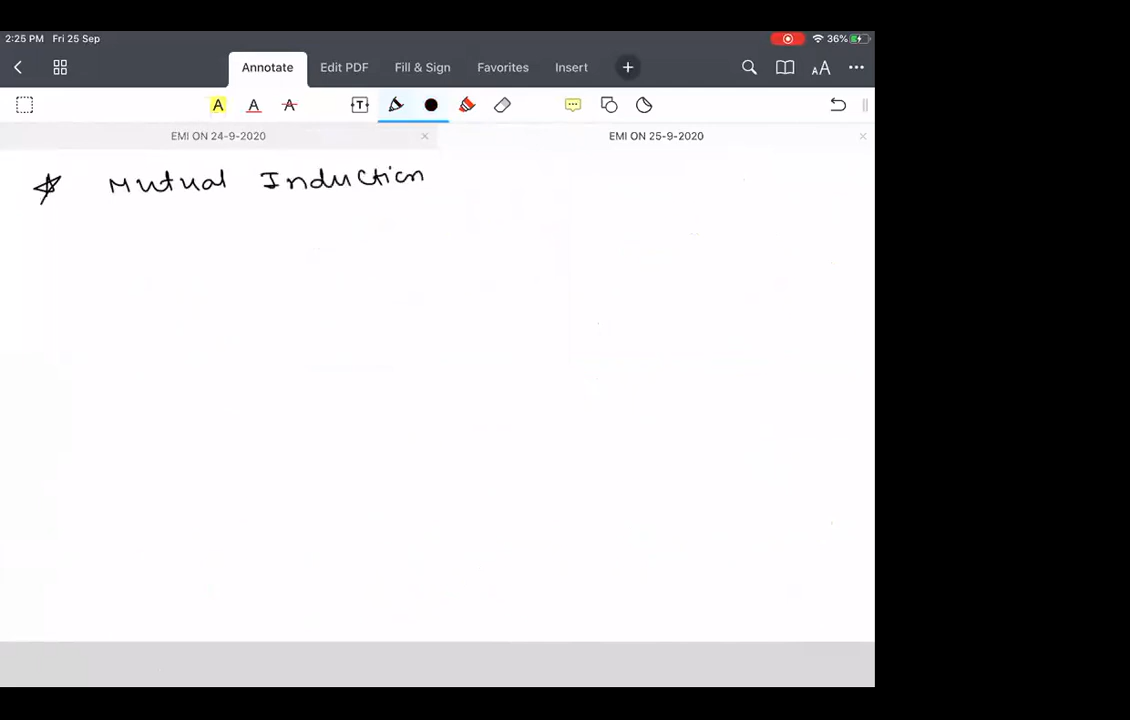 2:25 PM Fri 25 Sep 36%
Annotate Edit PDF Fill & Sign Favorites Insert
A A A T AA
EMI ON 24-9-2020 EMI ON 25-9-2020
Mutual Induction